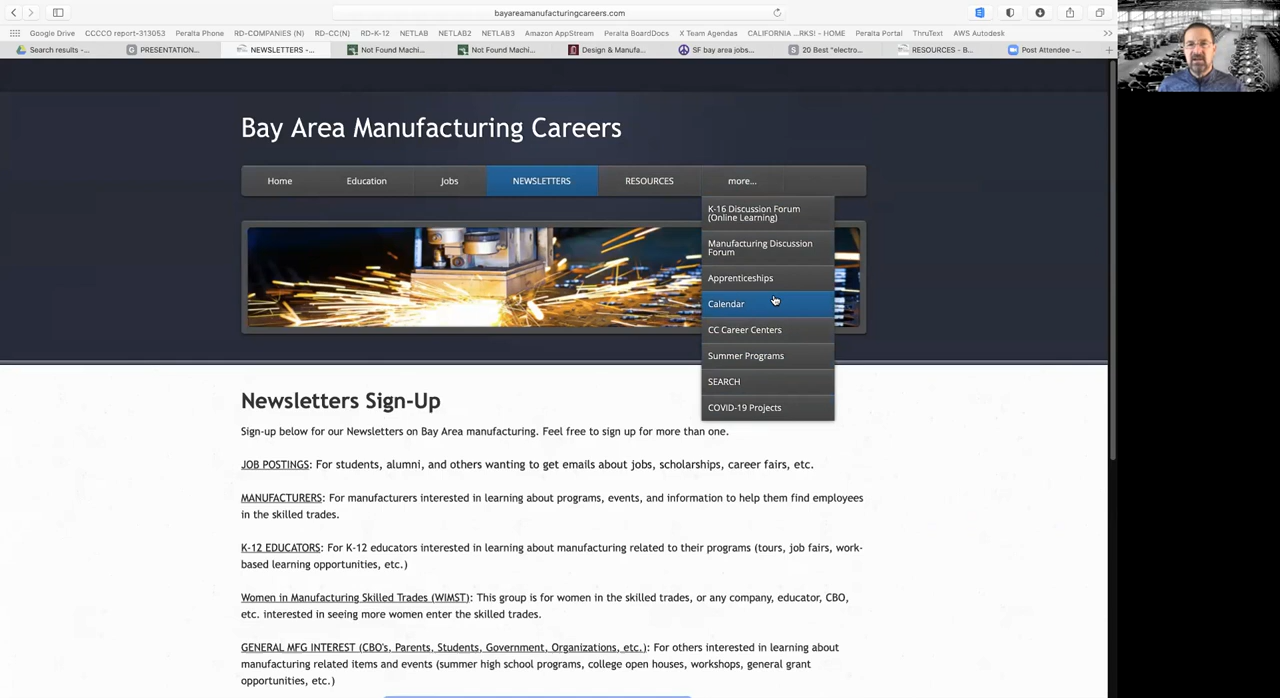 bayareamanufacturingcareers.com
Google Drive CCCCO report-313053 Peralta Phone RD-COMPANIES (N) RD-CC(N) RD-K-12 NETLAB NETLAB2 NETLAB3 Amazon AppStream Peralta BoardDocs X Team Agendas CALIFORNIA ...RKS! - HOME Peralta Portal ThruText AWS Autodesk
Search results -... PRESENTATION... NEWSLETTERS -... Not Found Machi... Not Found Machi... Design & Manufa... SF bay area jobs... 20 Best "electro... RESOURCES - B... Post Attendee -...
Bay Area Manufacturing Careers
Home Education Jobs NEWSLETTERS RESOURCES more...
K-16 Discussion Forum
(Online Learning)
Manufacturing Discussion
Forum
Apprenticeships
Calendar
CC Career Centers
Summer Programs
SEARCH
COVID-19 Projects
Newsletters Sign-Up
Sign-up below for our Newsletters on Bay Area manufacturing. Feel free to sign up for more than one.
JOB POSTINGS: For students, alumni, and others wanting to get emails about jobs, scholarships, career fairs, etc.
MANUFACTURERS: For manufacturers interested in learning about programs, events, and information to help them find employees
in the skilled trades.
K-12 EDUCATORS: For K-12 educators interested in learning about manufacturing related to their programs (tours, job fairs, work-
based learning opportunities, etc.)
Women in Manufacturing Skilled Trades (WIMST): This group is for women in the skilled trades, or any company, educator, CBO,
etc. interested in seeing more women enter the skilled trades.
GENERAL MFG INTEREST (CBO's, Parents, Students, Government, Organizations, etc.): For others interested in learning about
manufacturing related items and events (summer high school programs, college open houses, workshops, general grant
opportunities, etc.)